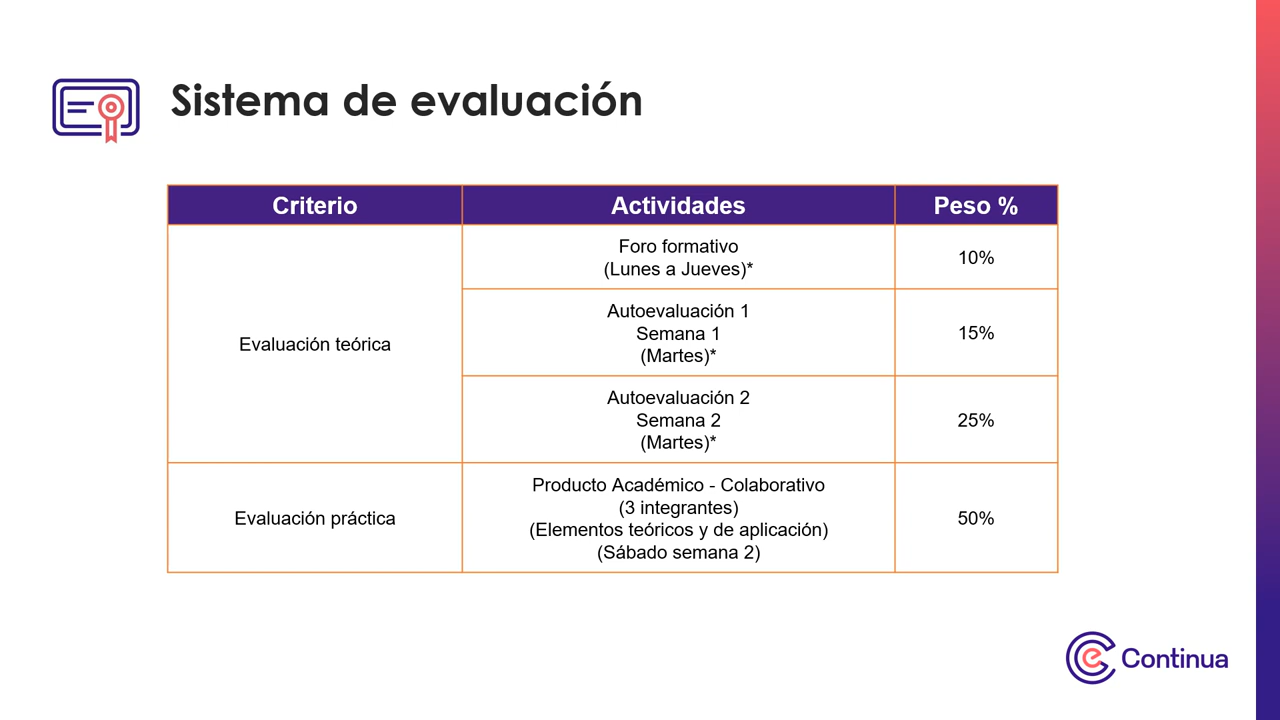 Sistema de evaluación
Criterio
Actividades
Peso %
Evaluación teórica
Foro formativo
(Lunes a Jueves)*
10%
Autoevaluación 1
Semana 1
(Martes)*
15%
Autoevaluación 2
Semana 2
(Martes)*
25%
Evaluación práctica
Producto Académico - Colaborativo
(3 integrantes)
(Elementos teóricos y de aplicación)
(Sábado semana 2)
50%
Continua